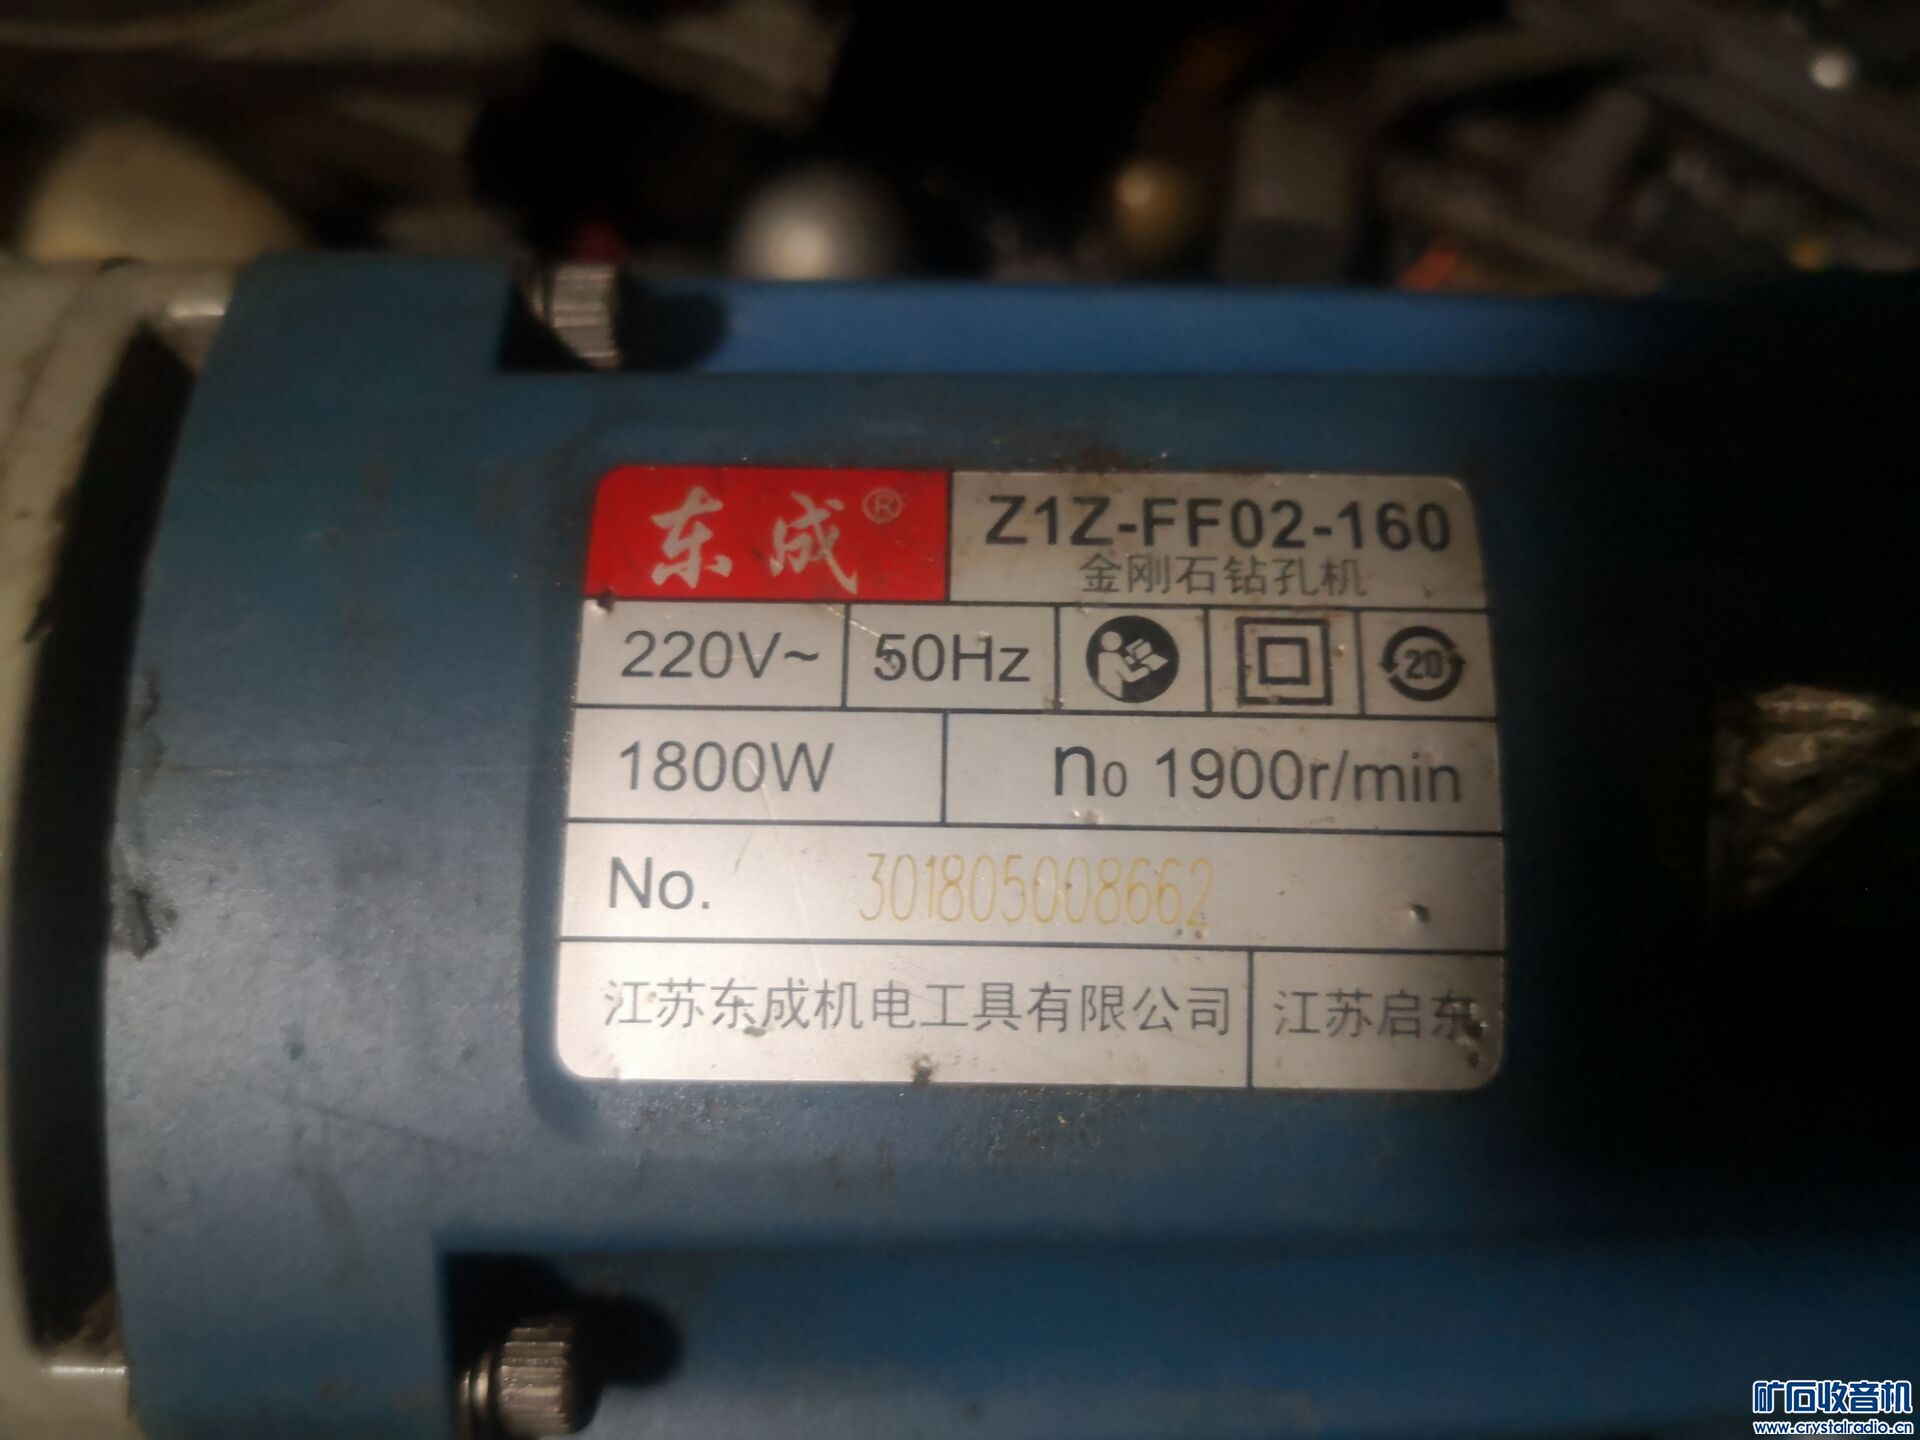 东成®
Z1Z-FF02-160
金刚石钻孔机
220V~ 50Hz 20
1800W n0 1900r/min
No. 301805008662
江苏东成机电工具有限公司 江苏启东
矿石收音机
www.crystalradio.cn